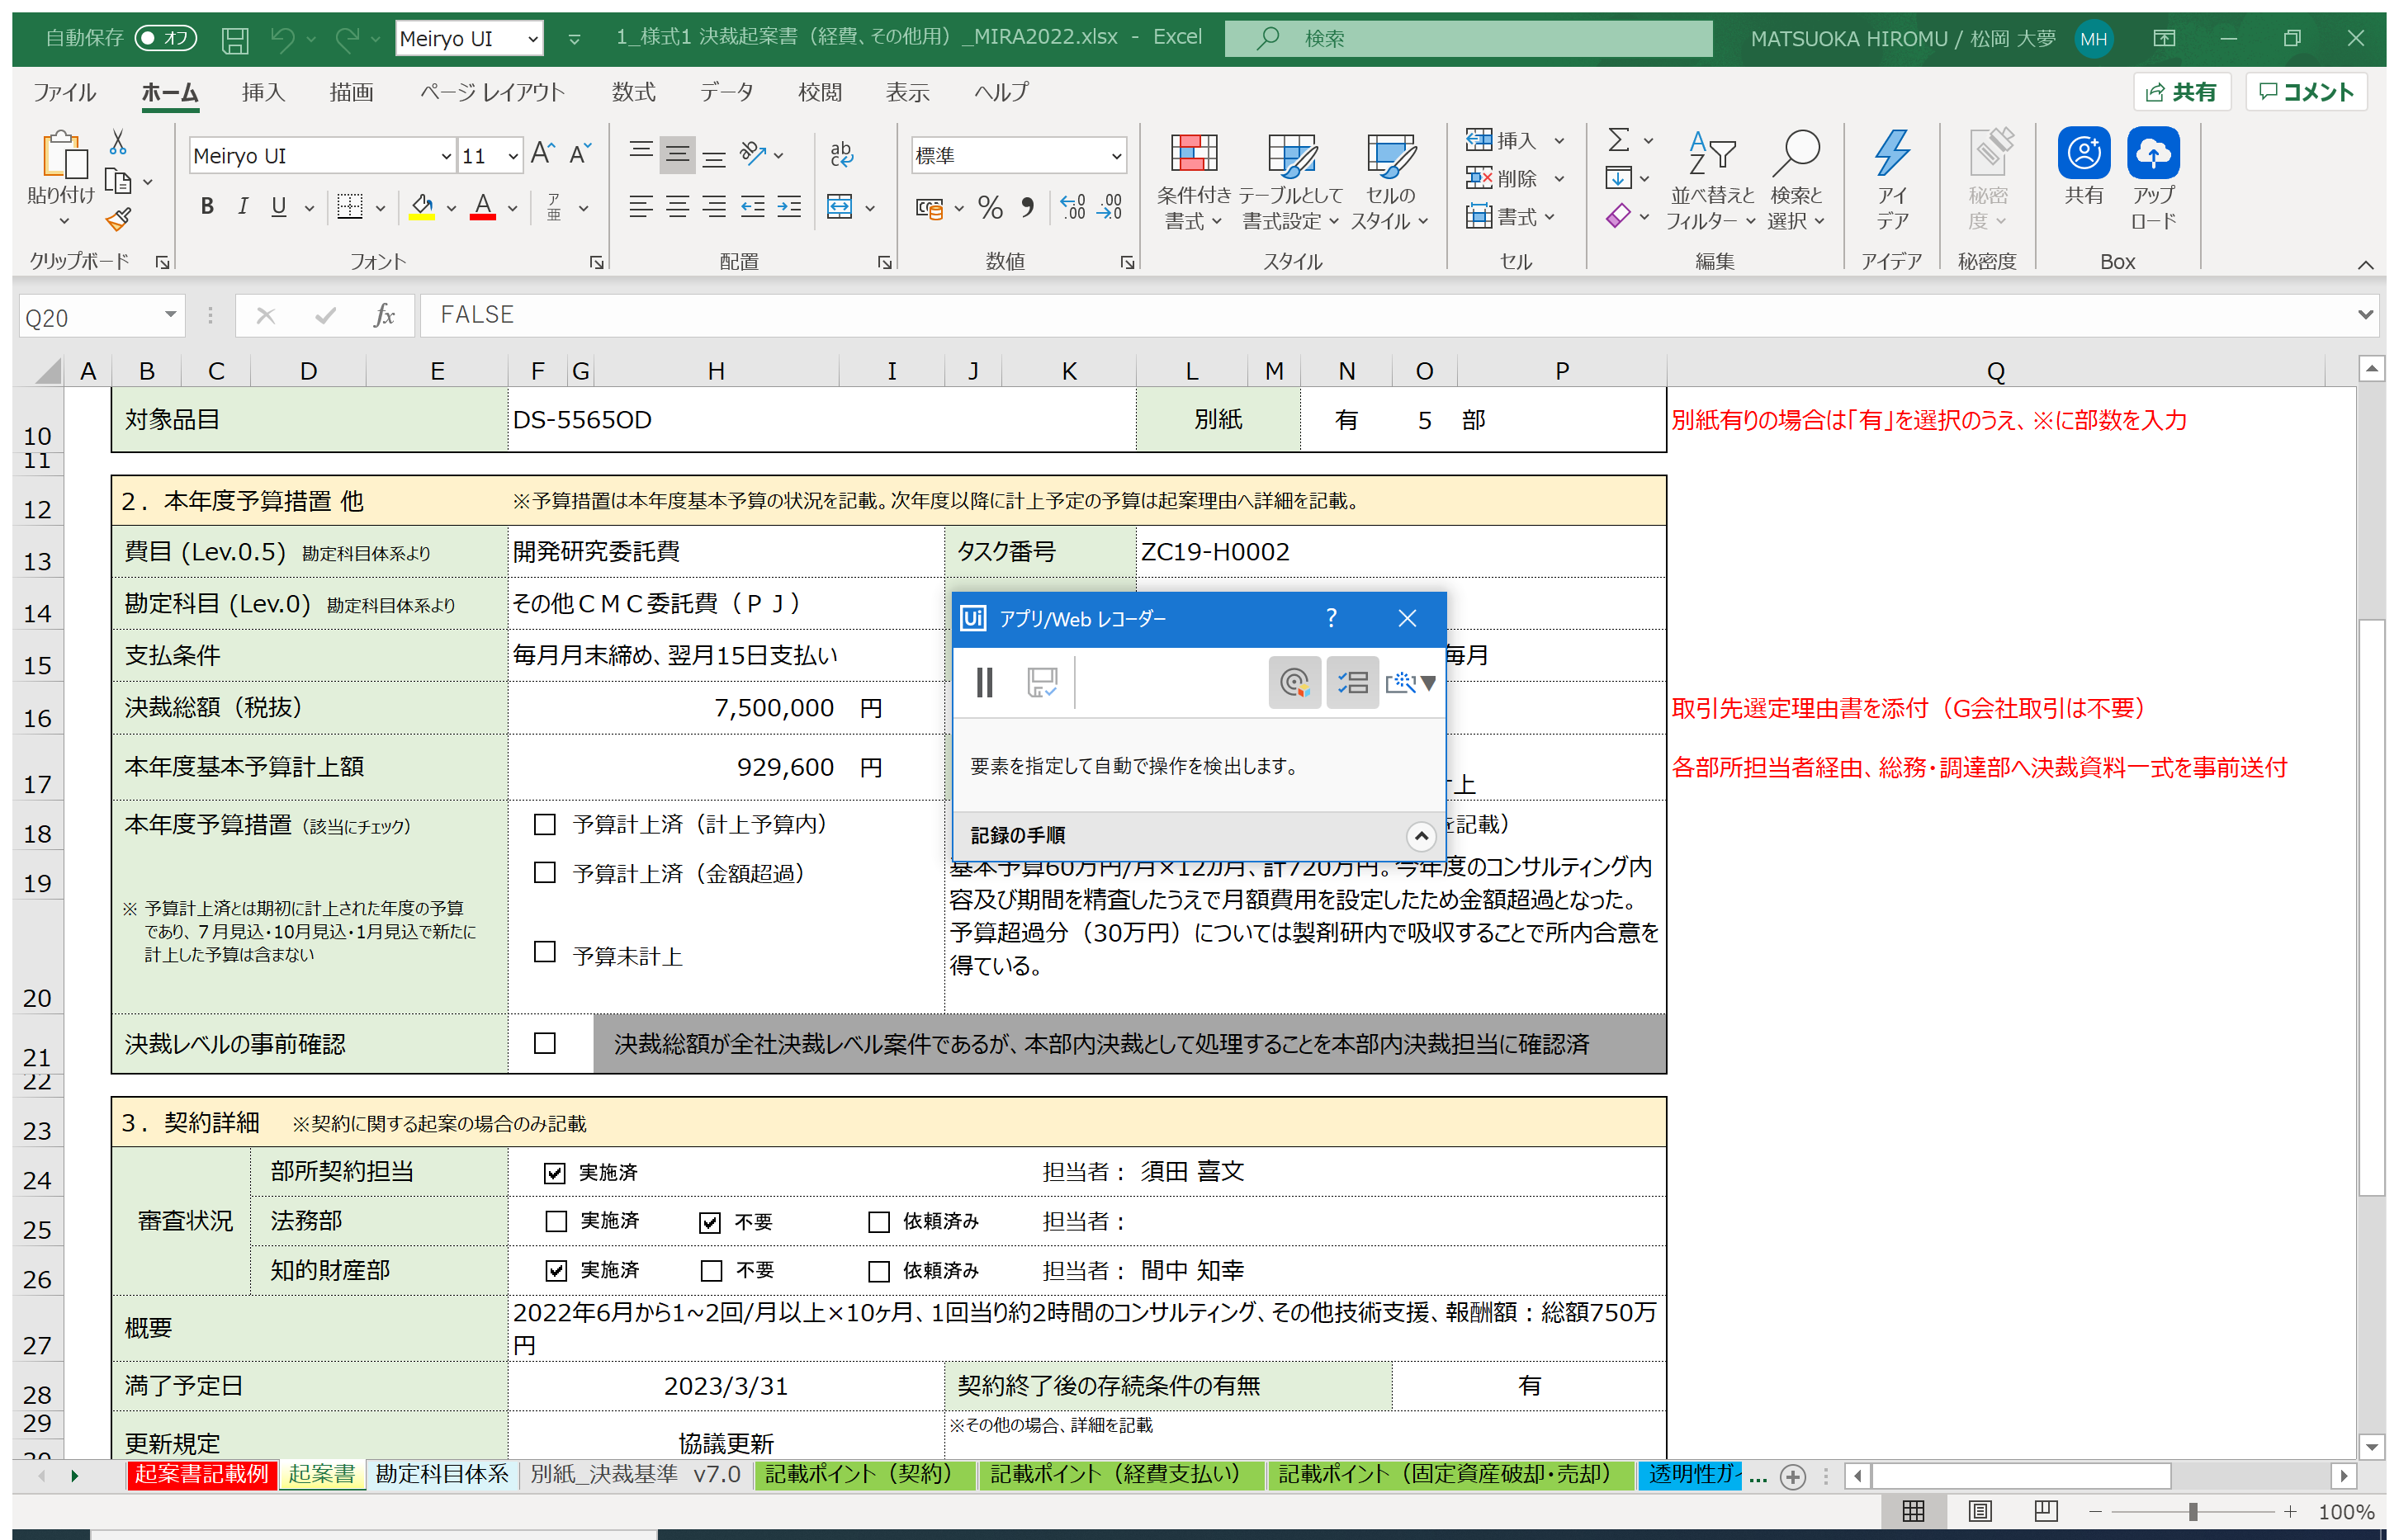 自動保存 オフ Meiryo UI 1_様式1 決裁起案書（経費、その他用）_MIRA2022.xlsx - Excel 検索 MATSUOKA HIROMU / 松岡 大夢 MH
ファイル ホーム 挿入 描画 ページ レイアウト 数式 データ 校閲 表示 ヘルプ 共有 コメント
貼り付け Meiryo UI 11 標準
条件付き書式 テーブルとして書式設定 セルのスタイル 挿入 削除 書式 並べ替えとフィルター 検索と選択 アイデア 秘密度 共有 アップロード
クリップボード フォント 配置 数値 スタイル セル 編集 アイデア 秘密度 Box
Q20 fx FALSE
A B C D E F G H I J K L M N O P Q
10 対象品目 DS-5565OD 別紙 有 5 部 別紙有りの場合は「有」を選択のうえ、※に部数を入力
11
12 2．本年度予算措置 他 ※予算措置は本年度基本予算の状況を記載。次年度以降に計上予定の予算は起案理由へ詳細を記載。
13 費目 (Lev.0.5) 勘定科目体系より 開発研究委託費 タスク番号 ZC19-H0002
14 勘定科目 (Lev.0) 勘定科目体系より その他ＣＭＣ委託費（ＰＪ）
15 支払条件 毎月月末締め、翌月15日支払い 毎月
16 決裁総額（税抜） 7,500,000 円 取引先選定理由書を添付（G会社取引は不要）
17 本年度基本予算計上額 929,600 円 上 各部所担当者経由、総務・調達部へ決裁資料一式を事前送付
Ui アプリ/Web レコーダー ?
要素を指定して自動で操作を検出します。
記録の手順
18 本年度予算措置（該当にチェック） 予算計上済（計上予算内） を記載）
19 予算計上済（金額超過） 基本予算60万円/月×12カ月、計720万円。今年度のコンサルティング内
容及び期間を精査したうえで月額費用を設定したため金額超過となった。
予算超過分（30万円）については製剤研内で吸収することで所内合意を
得ている。
※ 予算計上済とは期初に計上された年度の予算
であり、７月見込・10月見込・1月見込で新たに
計上した予算は含まない
20 予算未計上
21 決裁レベルの事前確認 決裁総額が全社決裁レベル案件であるが、本部内決裁として処理することを本部内決裁担当に確認済
22
23 3．契約詳細 ※契約に関する起案の場合のみ記載
24 部所契約担当 実施済 担当者： 須田 喜文
25 審査状況 法務部 実施済 不要 依頼済み 担当者：
26 知的財産部 実施済 不要 依頼済み 担当者： 間中 知幸
27 概要 2022年6月から1~2回/月以上×10ヶ月、1回当り約2時間のコンサルティング、その他技術支援、報酬額：総額750万
円
28 満了予定日 2023/3/31 契約終了後の存続条件の有無 有
29 ※その他の場合、詳細を記載
更新規定 協議更新
起案書記載例 起案書 勘定科目体系 別紙_決裁基準 v7.0 記載ポイント（契約） 記載ポイント（経費支払い） 記載ポイント（固定資産破却・売却） 透明性ガ ...
100%